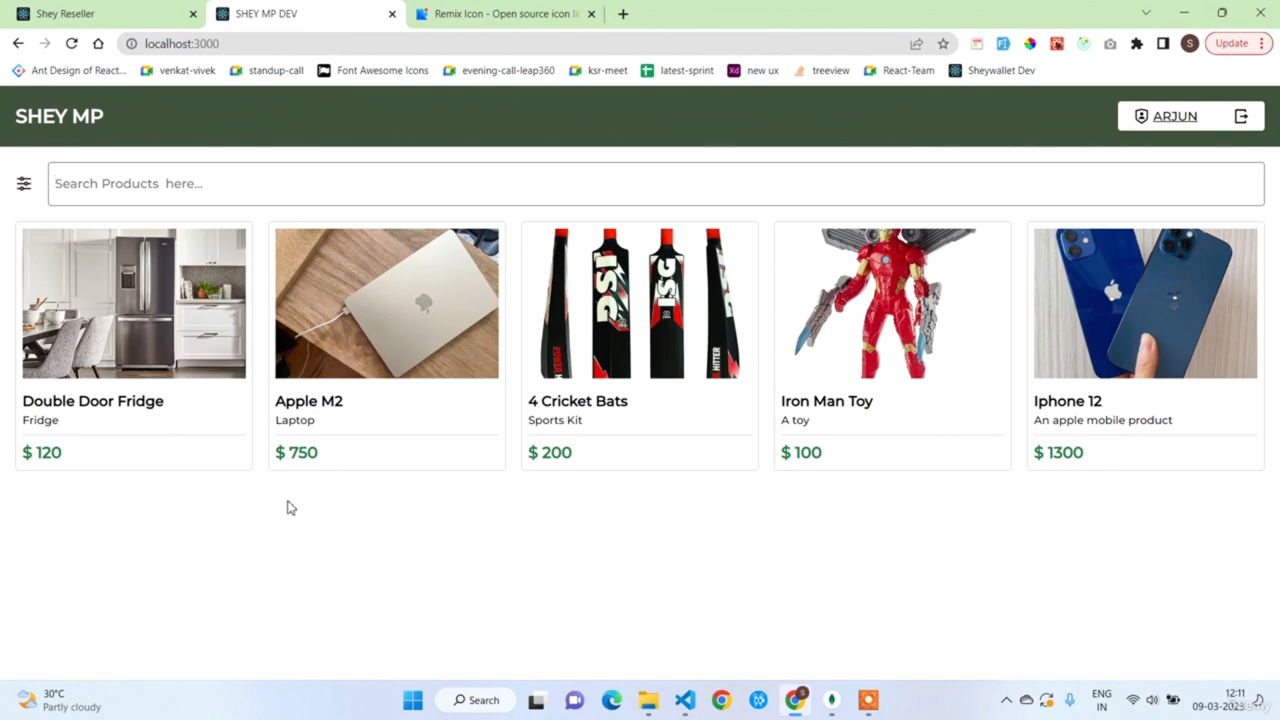 Shey Reseller
SHEY MP DEV
Remix Icon - Open source icon li
localhost:3000
S
Update
Ant Design of React...
venkat-vivek
standup-call
Font Awesome Icons
evening-call-leap360
ksr-meet
latest-sprint
Xd
new ux
treeview
React-Team
Sheywallet Dev
SHEY MP
ARJUN
Search Products here...
DSI
ISG
HITTER
Double Door Fridge
Fridge
$ 120
Apple M2
Laptop
$ 750
4 Cricket Bats
Sports Kit
$ 200
Iron Man Toy
A toy
$ 100
Iphone 12
An apple mobile product
$ 1300
30°C
Partly cloudy
Search
ENG
IN
12:11
09-03-2023